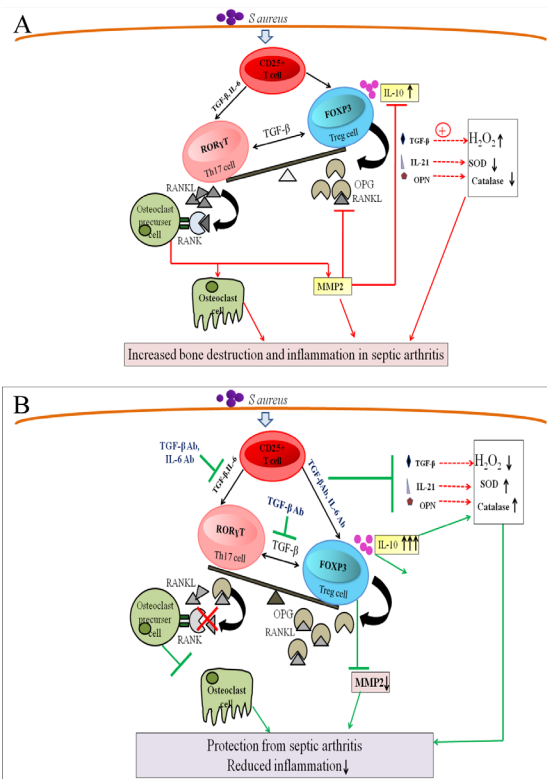 A
S aureus
CD25+
T cell
TGF-β, IL-6
IL-10
FOXP3
Treg cell
RORγT
Th17 cell
TGF-β
TGF-β
IL-21
OPN
+
H2O2
SOD
Catalase
RANKL
OPG
RANKL
Osteoclast
precurser
cell
RANK
Osteoclast
cell
MMP2
Increased bone destruction and inflammation in septic arthritis
B
S aureus
TGF-β Ab,
IL-6 Ab
CD25+
T cell
TGF-β, IL-6
TGF-βAb, IL-6 Ab
TGF-β
IL-21
OPN
H2O2
SOD
Catalase
TGF-β Ab
RORγT
Th17 cell
TGF-β
IL-10
FOXP3
Treg cell
RANKL
OPG
RANKL
Osteoclast
precurser
cell
RANK
Osteoclast
cell
MMP2
Protection from septic arthritis
Reduced inflammation